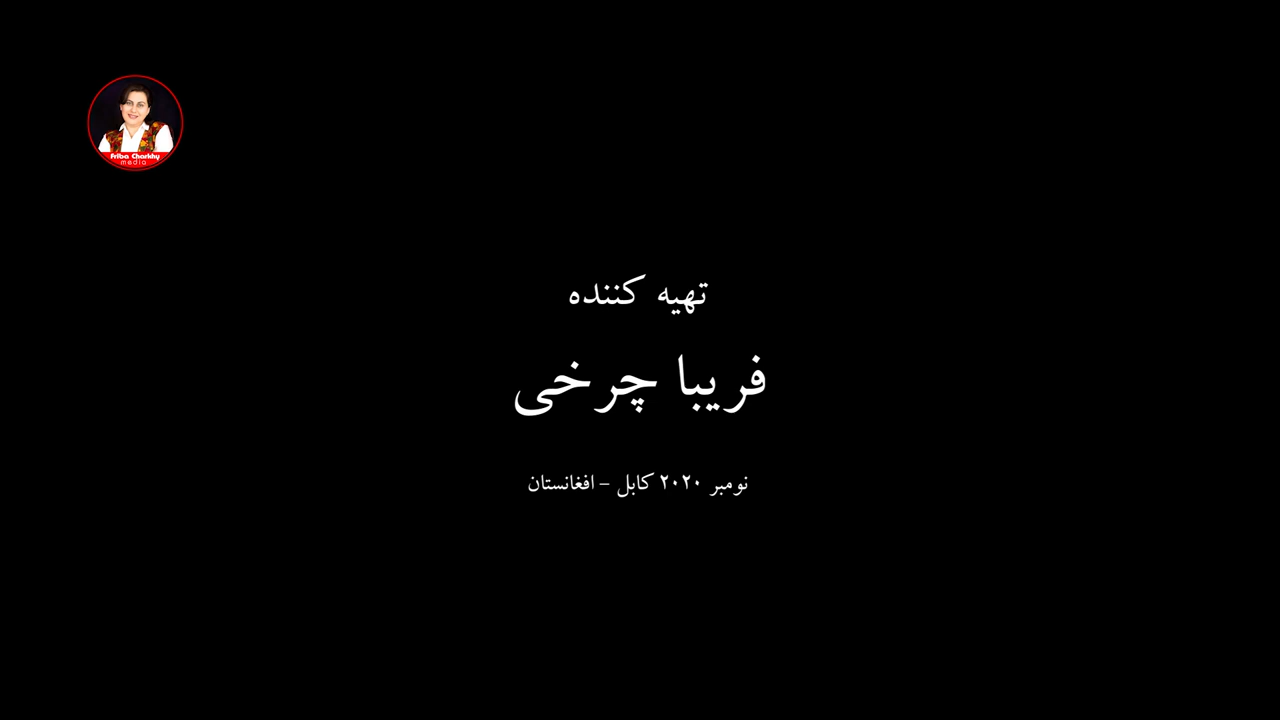 Friba Charkhy
media
تهیه کننده
فریبا چرخی
نومبر ۲۰۲۰ کابل – افغانستان